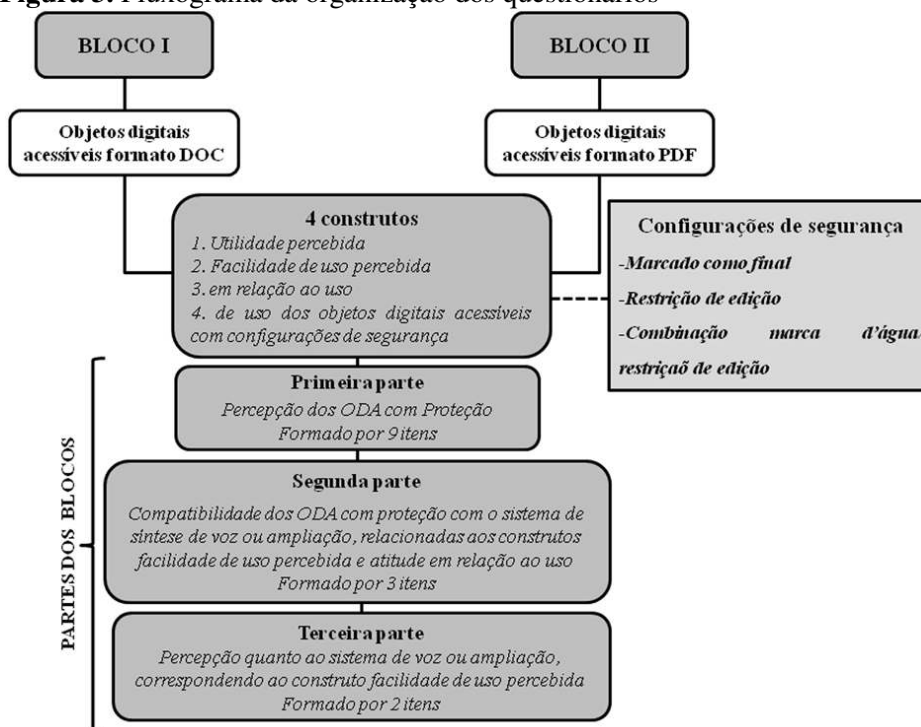 Figura 3. Fluxograma da organização dos questionários
BLOCO I
BLOCO II
Objetos digitais
acessíveis formato DOC
Objetos digitais
acessíveis formato PDF
4 construtos
1. Utilidade percebida
2. Facilidade de uso percebida
3. em relação ao uso
4. de uso dos objetos digitais acessíveis
com configurações de segurança
Configurações de segurança
-Marcado como final
-Restrição de edição
-Combinação marca d'água
restriçaõ de edição
PARTES DOS BLOCOS
Primeira parte
Percepção dos ODA com Proteção
Formado por 9 itens
Segunda parte
Compatibilidade dos ODA com proteção com o sistema de
síntese de voz ou ampliação, relacionadas aos construtos
facilidade de uso percebida e atitude em relação ao uso
Formado por 3 itens
Terceira parte
Percepção quanto ao sistema de voz ou ampliação,
correspondendo ao construto facilidade de uso percebida
Formado por 2 itens